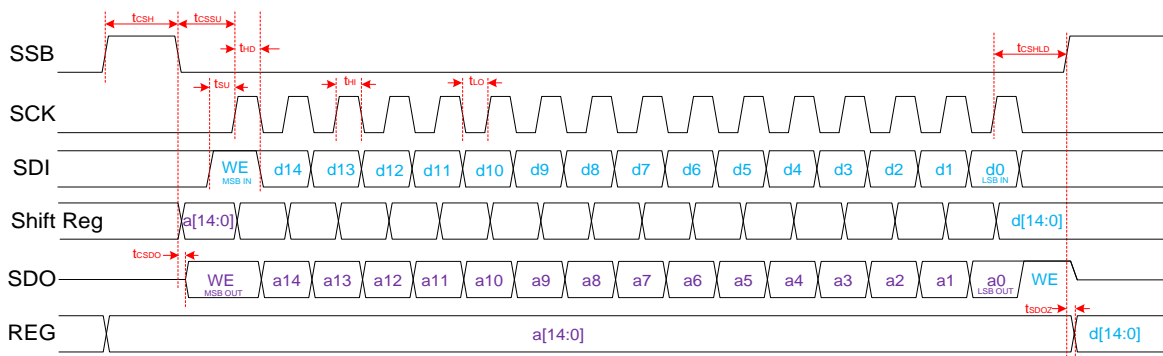 tCSH tCSSU
SSB
tHD tCSHLD
tSU tHI tLO
SCK
SDI WE d14 d13 d12 d11 d10 d9 d8 d7 d6 d5 d4 d3 d2 d1 d0
MSB IN LSB IN
Shift Reg a[14:0] d[14:0]
tCSDO
SDO WE a14 a13 a12 a11 a10 a9 a8 a7 a6 a5 a4 a3 a2 a1 a0 WE
MSB OUT LSB OUT
tSDOZ
REG a[14:0] d[14:0]